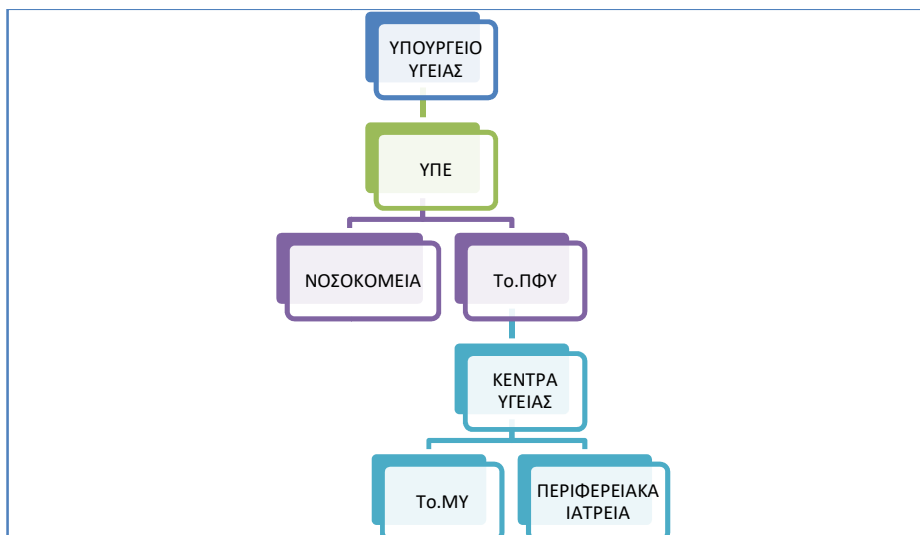 ΥΠΟΥΡΓΕΙΟ
ΥΓΕΙΑΣ
ΥΠΕ
ΝΟΣΟΚΟΜΕΙΑ
Το.ΠΦΥ
ΚΕΝΤΡΑ
ΥΓΕΙΑΣ
Το.ΜΥ
ΠΕΡΙΦΕΡΕΙΑΚΑ
ΙΑΤΡΕΙΑ